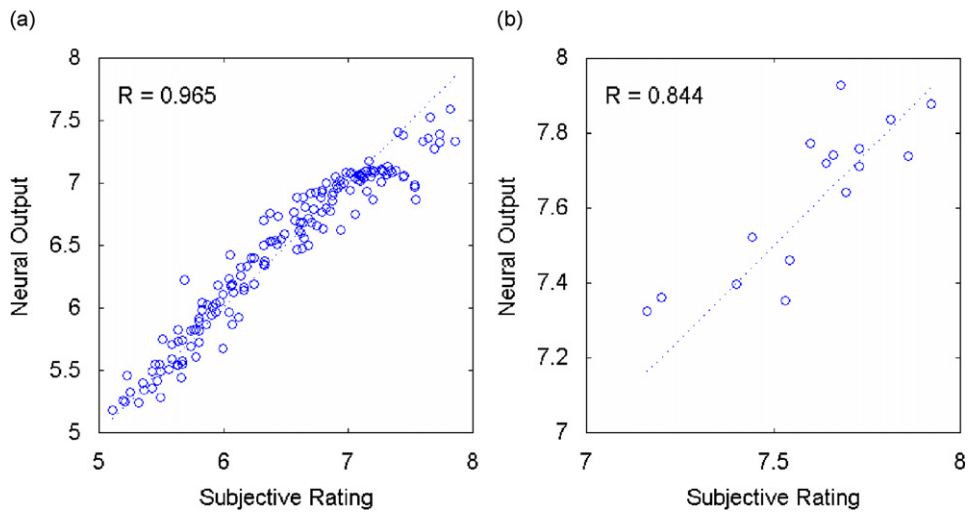 (a)
R = 0.965
8
7.5
7
6.5
6
5.5
5
Neural Output
5 6 7 8
Subjective Rating
(b)
R = 0.844
8
7.8
7.6
7.4
7.2
7
Neural Output
7 7.5 8
Subjective Rating